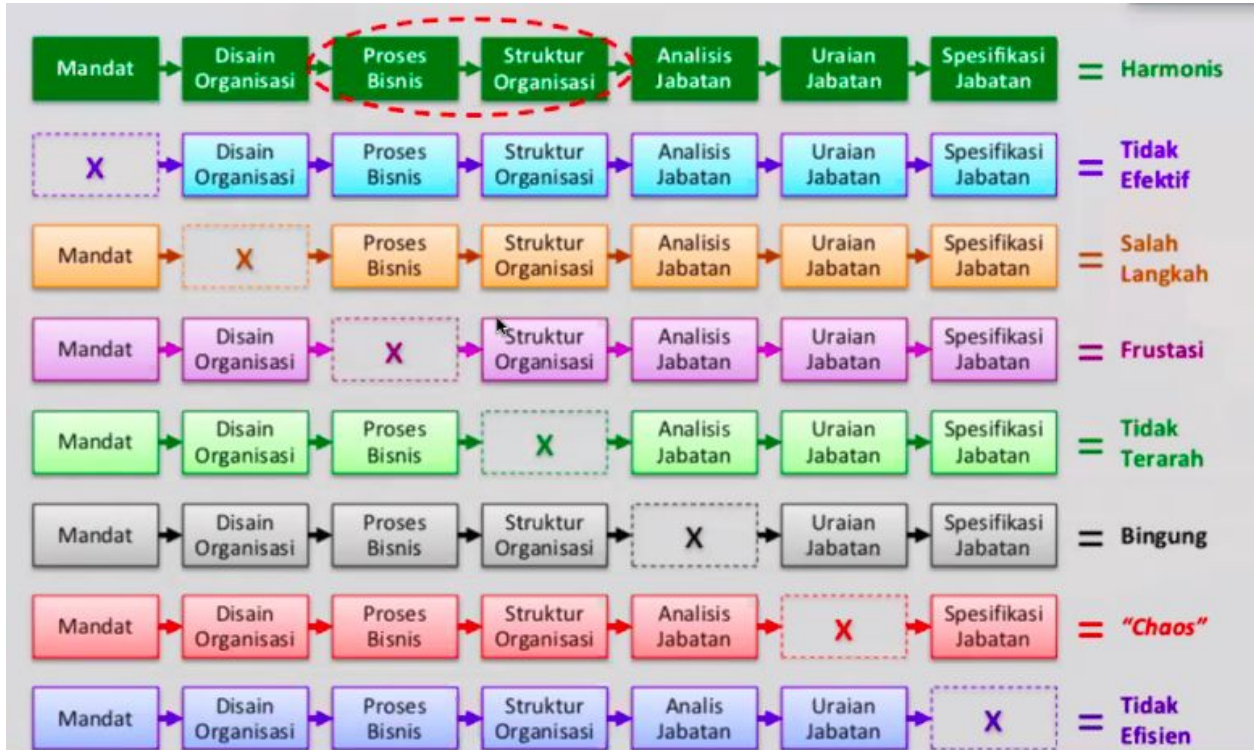 Mandat
Disain
Organisasi
Proses
Bisnis
Struktur
Organisasi
Analisis
Jabatan
Uraian
Jabatan
Spesifikasi
Jabatan
= Harmonis
X
Disain
Organisasi
Proses
Bisnis
Struktur
Organisasi
Analisis
Jabatan
Uraian
Jabatan
Spesifikasi
Jabatan
= Tidak
Efektif
Mandat
X
Proses
Bisnis
Struktur
Organisasi
Analisis
Jabatan
Uraian
Jabatan
Spesifikasi
Jabatan
= Salah
Langkah
Mandat
Disain
Organisasi
X
Struktur
Organisasi
Analisis
Jabatan
Uraian
Jabatan
Spesifikasi
Jabatan
= Frustasi
Mandat
Disain
Organisasi
Proses
Bisnis
X
Analisis
Jabatan
Uraian
Jabatan
Spesifikasi
Jabatan
= Tidak
Terarah
Mandat
Disain
Organisasi
Proses
Bisnis
Struktur
Organisasi
X
Uraian
Jabatan
Spesifikasi
Jabatan
= Bingung
Mandat
Disain
Organisasi
Proses
Bisnis
Struktur
Organisasi
Analisis
Jabatan
X
Spesifikasi
Jabatan
= "Chaos"
Mandat
Disain
Organisasi
Proses
Bisnis
Struktur
Organisasi
Analis
Jabatan
Uraian
Jabatan
X
= Tidak
Efisien